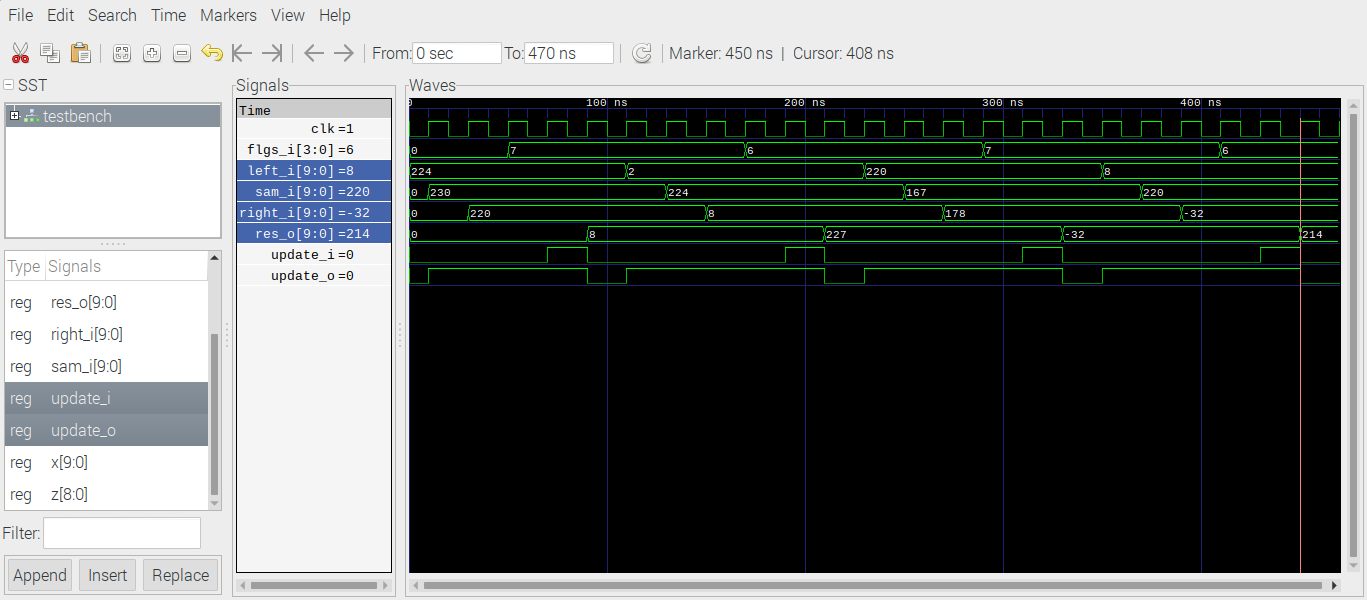 File Edit Search Time Markers View Help
From: 0 sec To: 470 ns Marker: 450 ns | Cursor: 408 ns
SST
testbench
Type Signals
reg res_o[9:0]
reg right_i[9:0]
reg sam_i[9:0]
reg update_i
reg update_o
reg x[9:0]
reg z[8:0]
Filter:
Append Insert Replace
Signals
Time
clk=1
flgs_i[3:0]=6
left_i[9:0]=8
sam_i[9:0]=220
right_i[9:0]=-32
res_o[9:0]=214
update_i=0
update_o=0
Waves
0 100 ns 200 ns 300 ns 400 ns
0 7 6 7 6
224 2 220 8
0 230 224 167 220
0 220 8 178 -32
0 8 227 -32 214